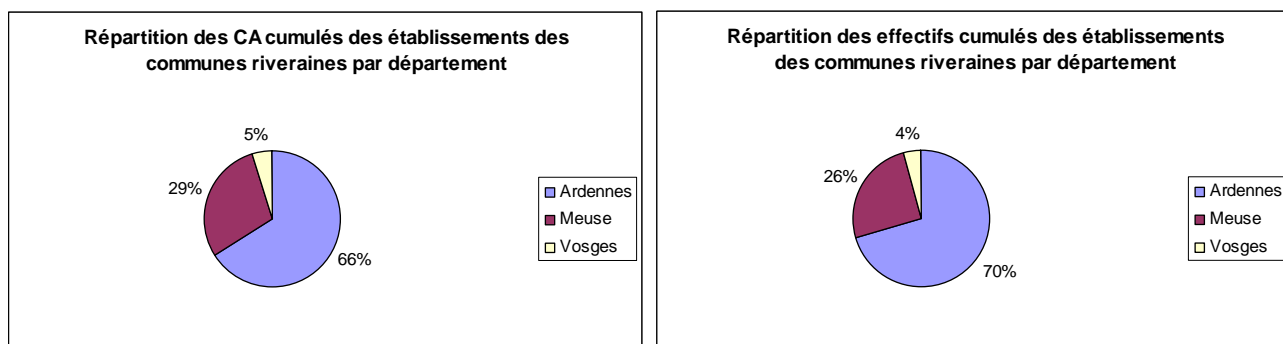 Répartition des CA cumulés des établissements des
communes riveraines par département
5%
29%
66%
Ardennes
Meuse
Vosges
Répartition des effectifs cumulés des établissements
des communes riveraines par département
4%
26%
70%
Ardennes
Meuse
Vosges